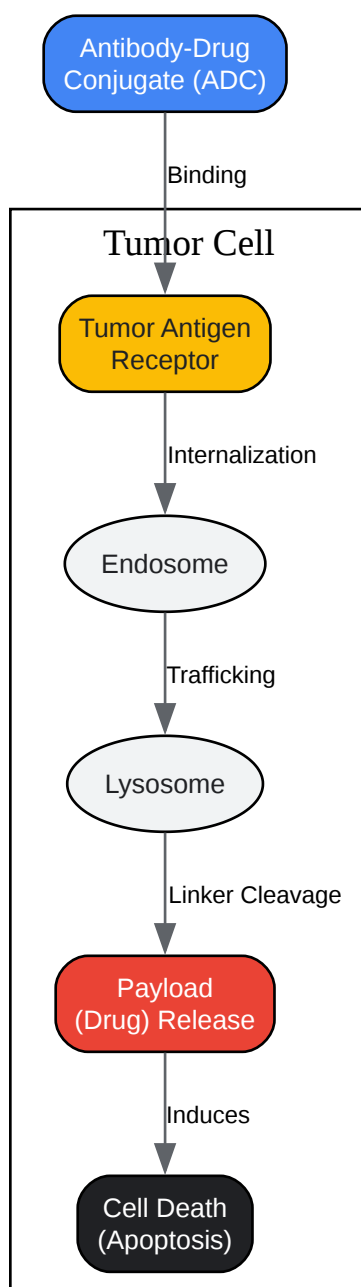 Antibody-Drug
Conjugate (ADC)
Binding
Tumor Cell
Tumor Antigen
Receptor
Internalization
Endosome
Trafficking
Lysosome
Linker Cleavage
Payload
(Drug) Release
Induces
Cell Death
(Apoptosis)